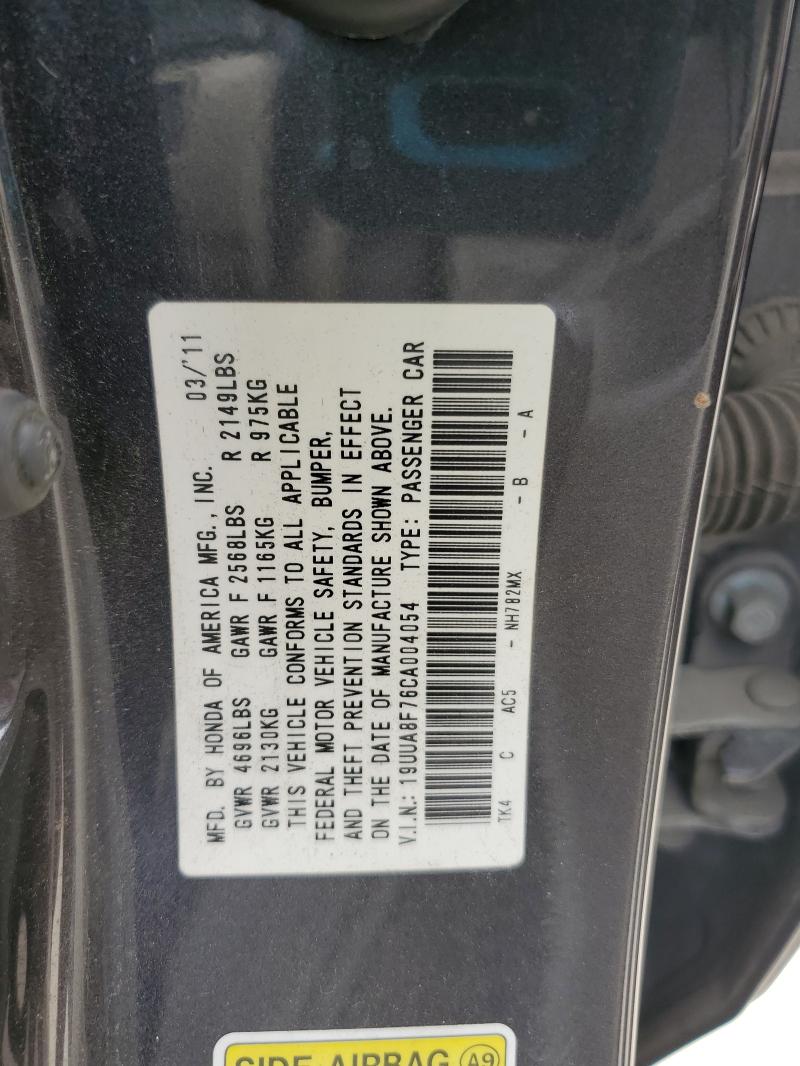 MFD. BY HONDA OF AMERICA MFG., INC. 03/'11
GVWR 4696LBS GAWR F 2568LBS R 2149LBS
GVWR 2130KG GAWR F 1165KG R 975KG
THIS VEHICLE CONFORMS TO ALL APPLICABLE
FEDERAL MOTOR VEHICLE SAFETY, BUMPER,
AND THEFT PREVENTION STANDARDS IN EFFECT
ON THE DATE OF MANUFACTURE SHOWN ABOVE.
V.I.N.: 19UUA8F76CA004054 TYPE: PASSENGER CAR
TK4 C AC5 - NH782MX - B - A
SIDE AIRBAG A9